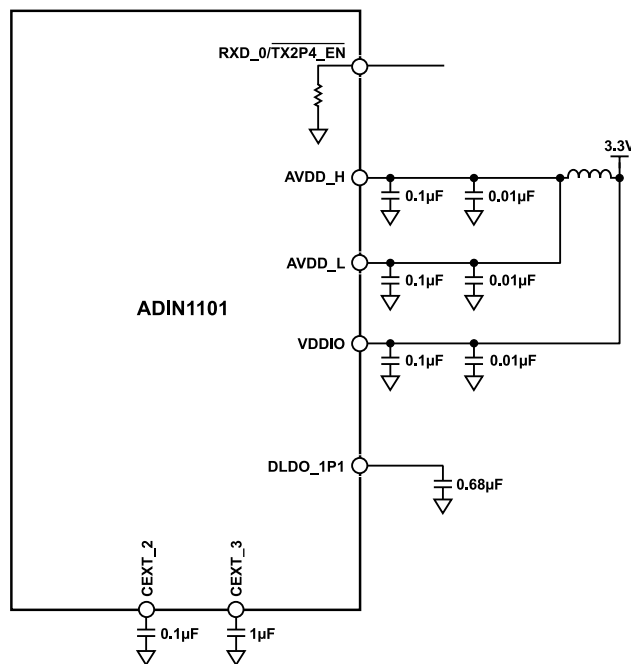 RXD_0/TX2P4_EN
3.3V
AVDD_H
0.1µF 0.01µF
AVDD_L
0.1µF 0.01µF
ADIN1101
VDDIO
0.1µF 0.01µF
DLDO_1P1
0.68µF
CEXT_2
CEXT_3
0.1µF 1µF